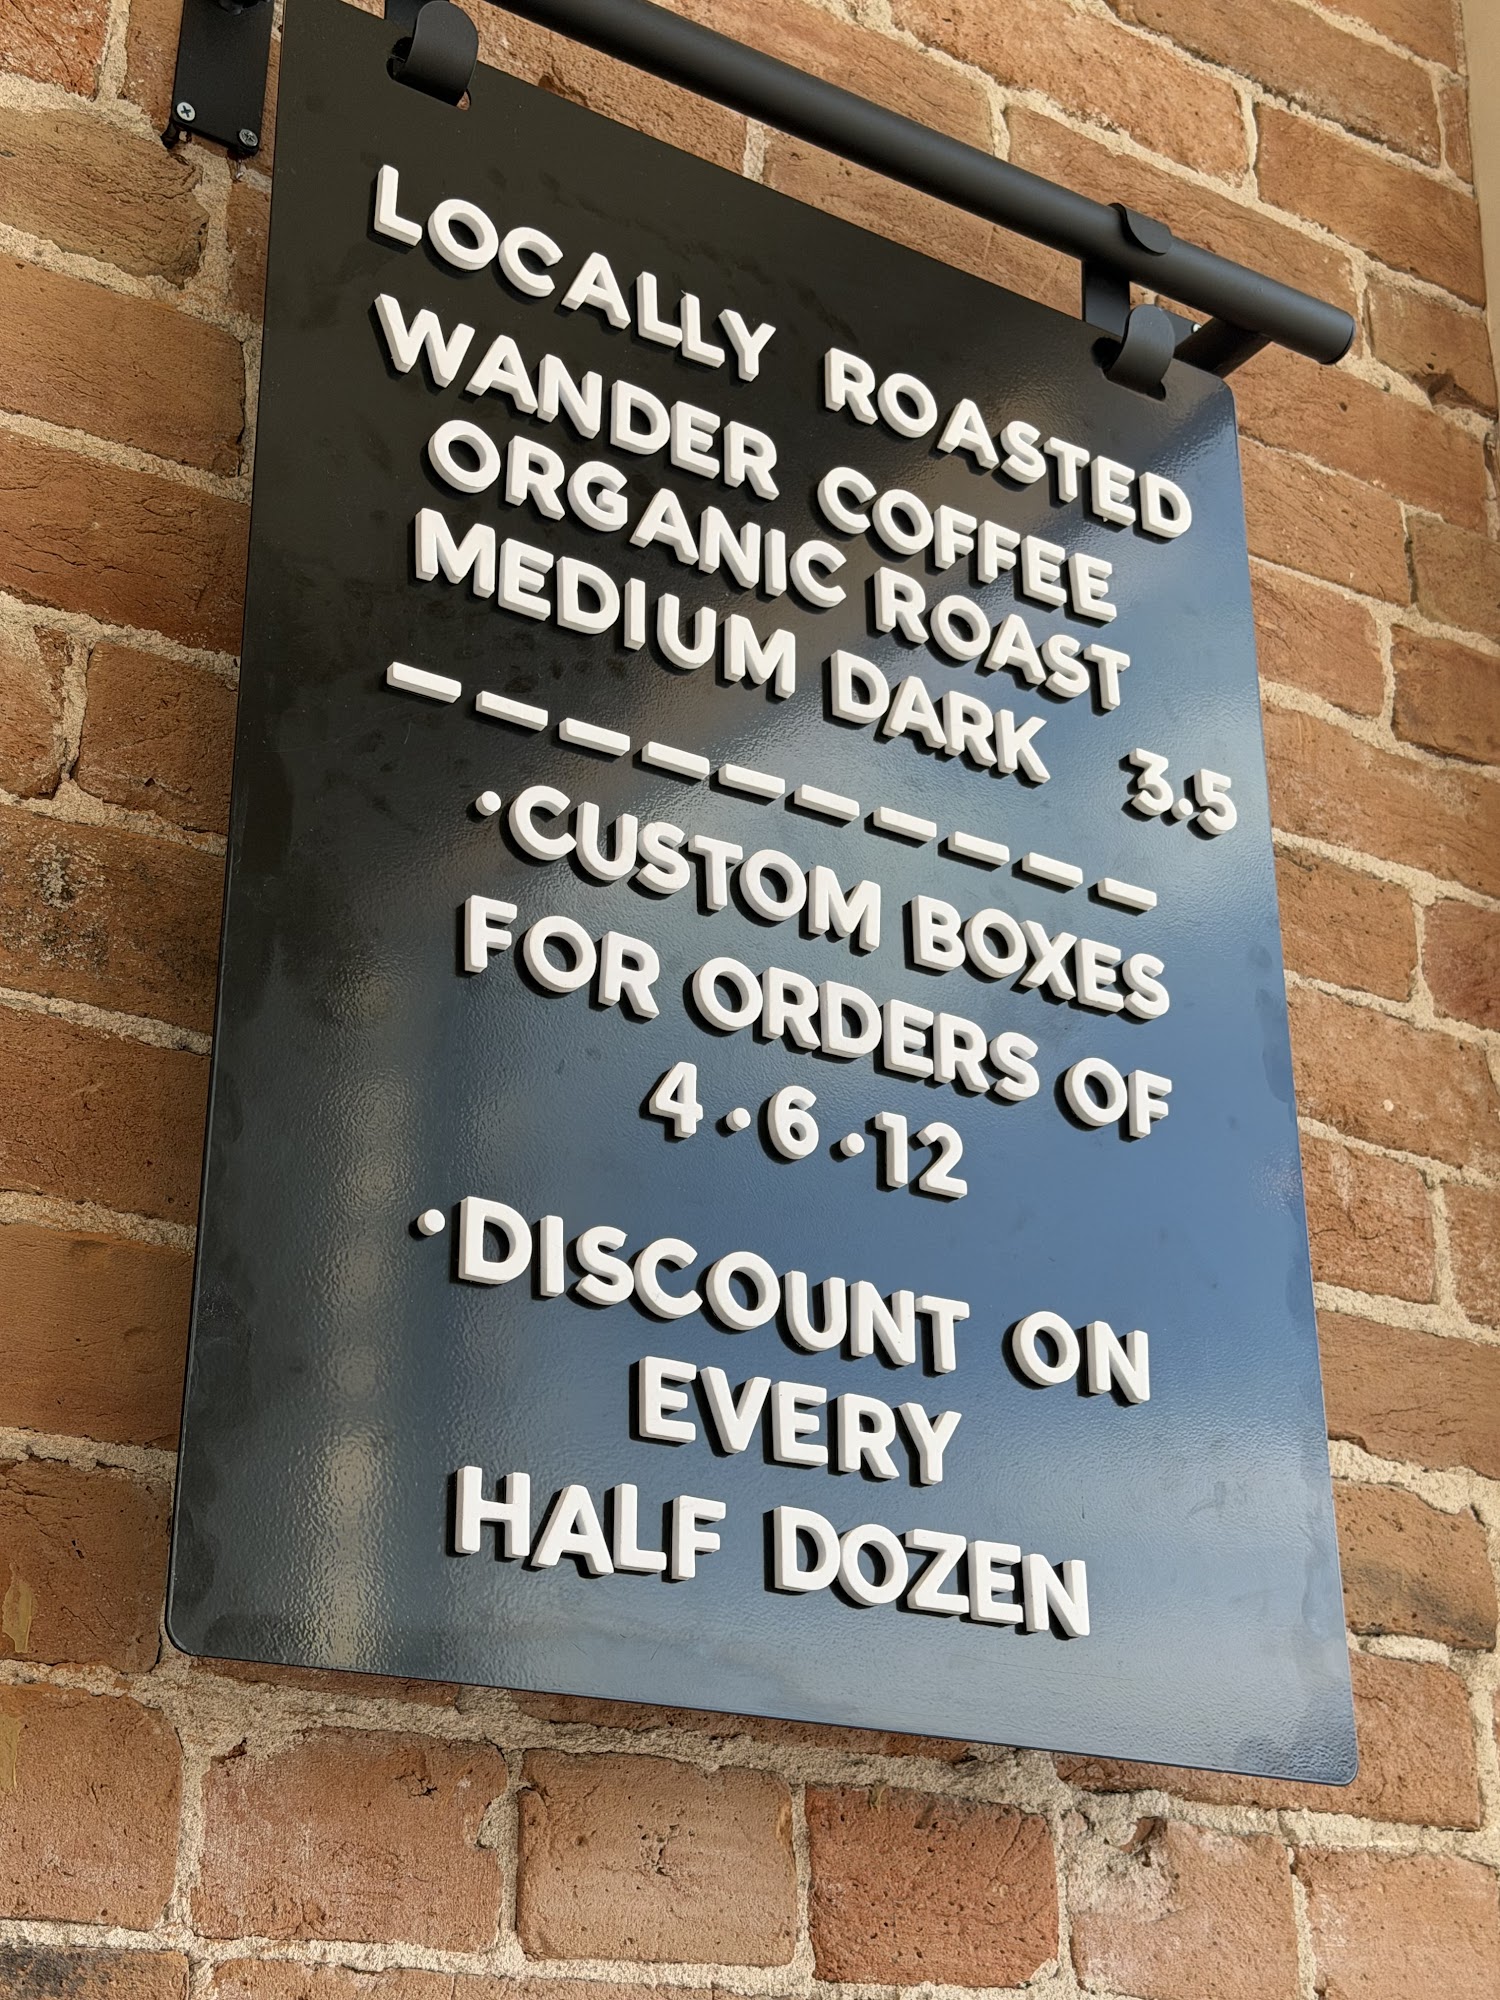 LOCALLY ROASTED
WANDER COFFEE
ORGANIC ROAST
MEDIUM DARK 3.5
— — — — — — — — — —
·CUSTOM BOXES
FOR ORDERS OF
4·6·12
·DISCOUNT ON
EVERY
HALF DOZEN